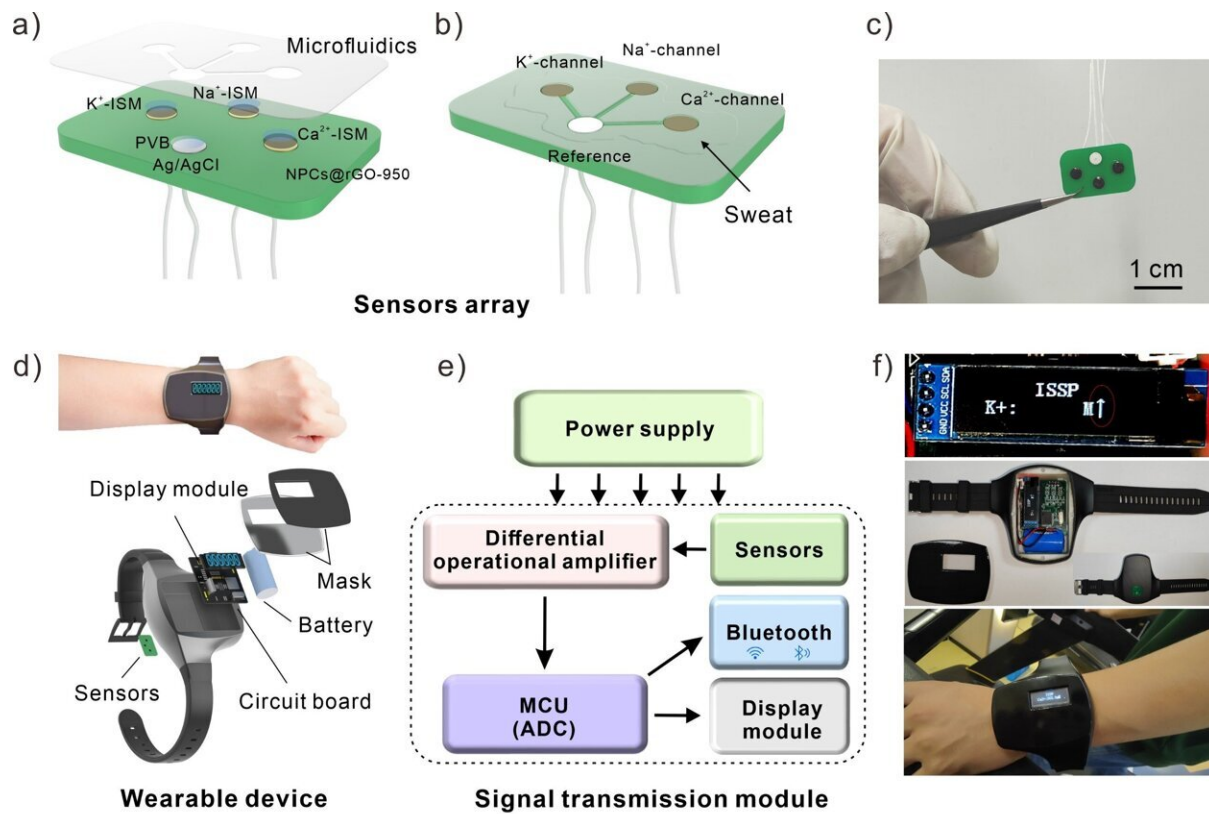 a)
Microfluidics
K⁺-ISM
Na⁺-ISM
Ca²⁺-ISM
PVB
Ag/AgCl
NPCs@rGO-950
b)
K⁺-channel
Na⁺-channel
Ca²⁺-channel
Reference
Sweat
Sensors array
c)
1 cm
d)
Display module
Mask
Battery
Sensors
Circuit board
Wearable device
e)
Power supply
Differential
operational amplifier
Sensors
Bluetooth
MCU
(ADC)
Display
module
Signal transmission module
f)
GND VCC SCL SDA
ISSP
K+: M↑